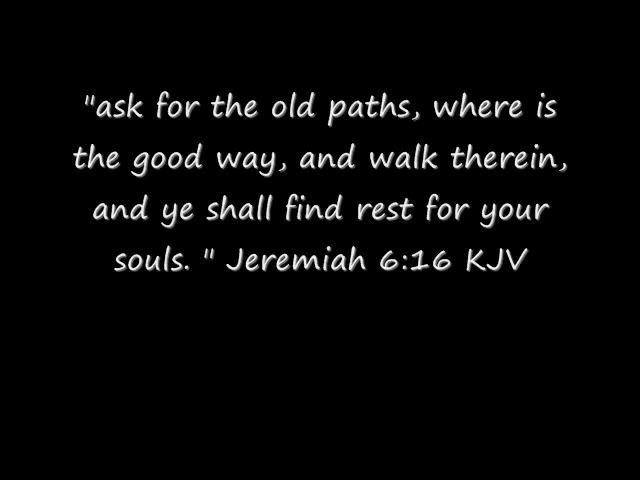 "ask for the old paths, where is
the good way, and walk therein,
and ye shall find rest for your
souls. " Jeremiah 6:16 KJV